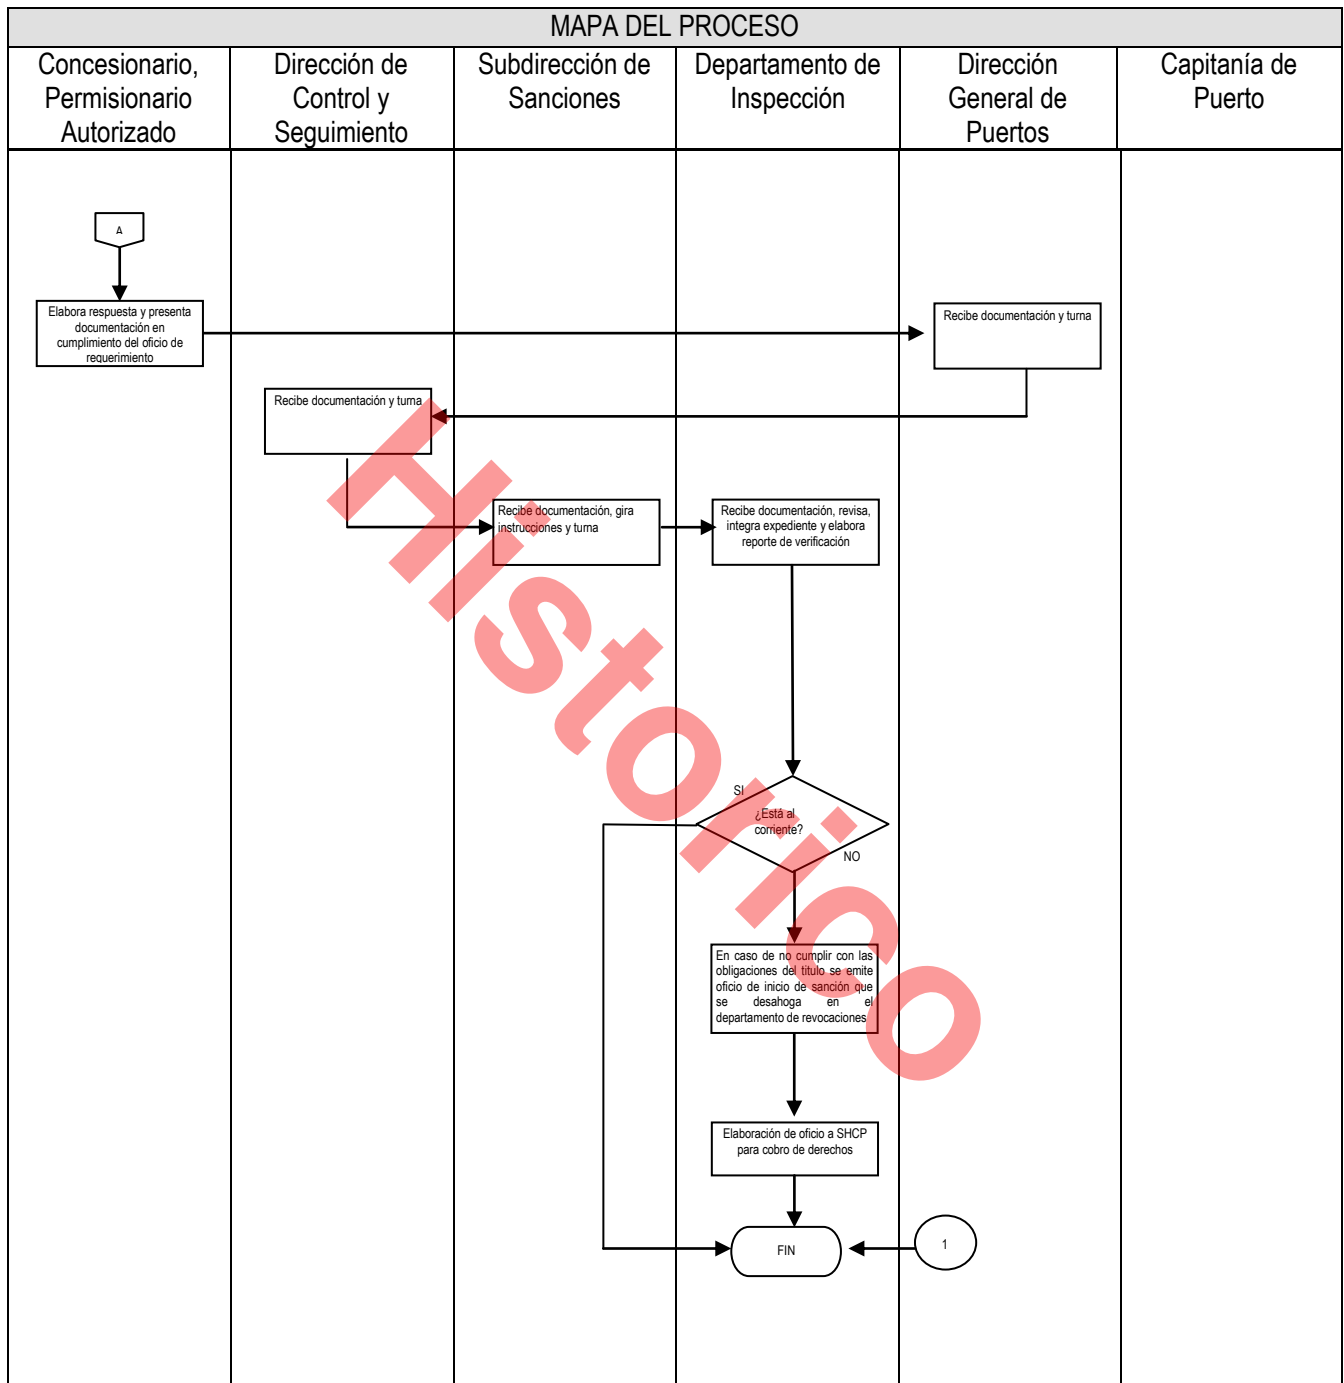 MAPA DEL PROCESO
Concesionario,
Permisionario
Autorizado
Dirección de
Control y
Seguimiento
Subdirección de
Sanciones
Departamento de
Inspección
Dirección
General de
Puertos
Capitanía de
Puerto
A
Elabora respuesta y presenta
documentación en
cumplimiento del oficio de
requerimiento
Recibe documentación y turna
Recibe documentación y turna
Recibe documentación, gira
instrucciones y turna
Recibe documentación, revisa,
integra expediente y elabora
reporte de verificación
SI
¿Está al
corriente?
NO
En caso de no cumplir con las
obligaciones del titulo se emite
oficio de inicio de sanción que
se desahoga en el
departamento de revocaciones
Elaboración de oficio a SHCP
para cobro de derechos
FIN
1
Historico